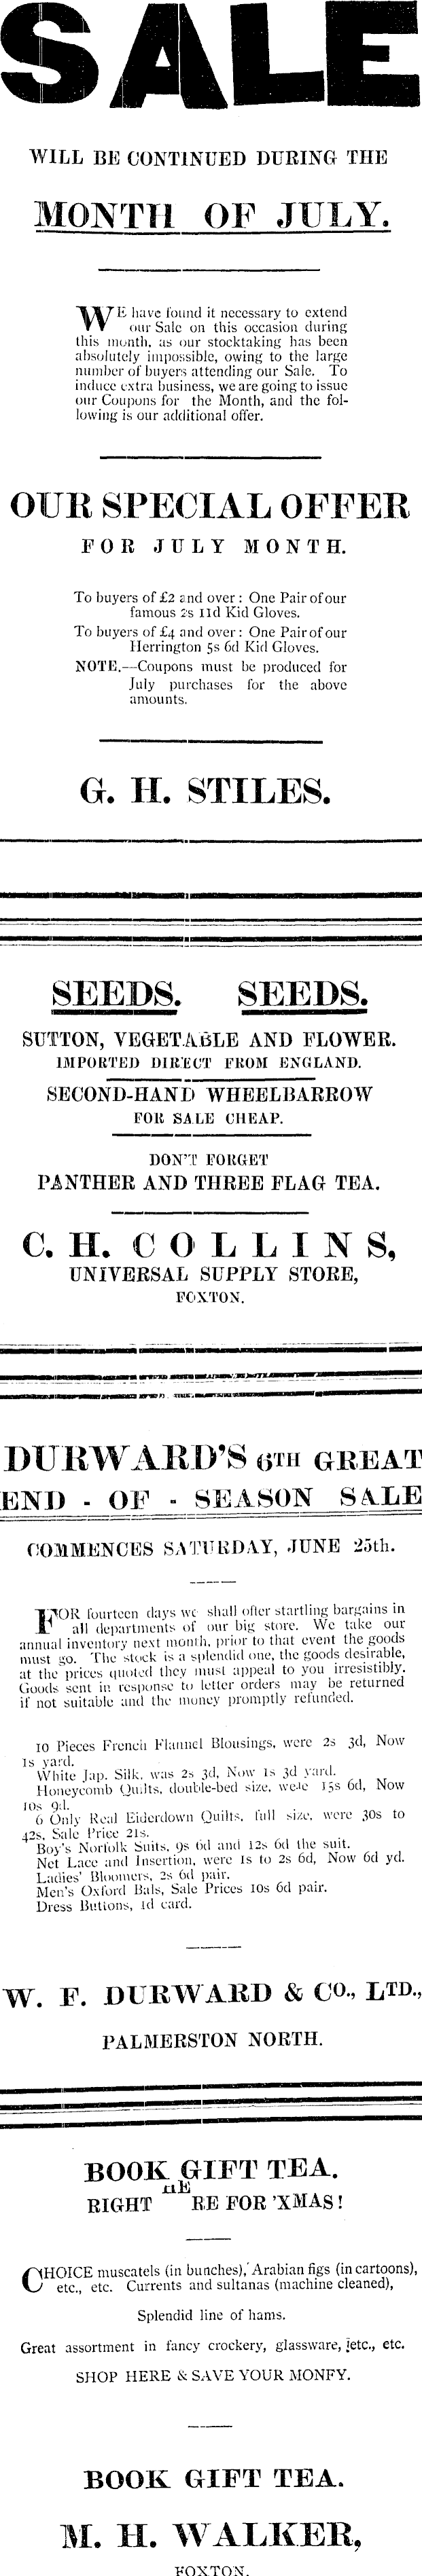 SALE
WILL BE CONTINUED DURING THE
MONTH OF JULY.
WE have found it necessary to extend
our Sale on this occasion during
this month, as our stocktaking has been
absolutely impossible, owing to the large
number of buyers attending our Sale. To
induce extra business, we are going to issue
our Coupons for the Month, and the fol-
lowing is our additional offer.
OUR SPECIAL OFFER
FOR JULY MONTH.
To buyers of £2 and over: One Pair of our
famous 2s 11d Kid Gloves.
To buyers of £4 and over: One Pair of our
Herrington 5s 6d Kid Gloves.
NOTE.—Coupons must be produced for
July purchases for the above
amounts.
G. H. STILES.
SEEDS. SEEDS.
SUTTON, VEGETABLE AND FLOWER.
IMPORTED DIRECT FROM ENGLAND.
SECOND-HAND WHEELBARROW
FOR SALE CHEAP.
DON'T FORGET
PANTHER AND THREE FLAG TEA.
C. H. COLLINS,
UNIVERSAL SUPPLY STORE,
FOXTON.
DURWARD'S 6TH GREAT
END - OF - SEASON SALE
COMMENCES SATURDAY, JUNE 25th.
FOR fourteen days we shall offer startling bargains in
all departments of our big store. We take our
annual inventory next month, prior to that event the goods
must go. The stock is a splendid one, the goods desirable,
at the prices quoted they must appeal to you irresistibly.
Goods sent in response to letter orders may be returned
if not suitable and the money promptly refunded.
10 Pieces French Flannel Blousings, were 2s 3d, Now
1s yard.
White Jap. Silk, was 2s 3d, Now 1s 3d yard.
Honeycomb Quilts, double-bed size, were 15s 6d, Now
10s 9d.
6 Only Real Eiderdown Quilts, full size, were 30s to
42s, Sale Price 21s.
Boy's Norfolk Suits, 9s 6d and 12s 6d the suit.
Net Lace and Insertion, were 1s to 2s 6d, Now 6d yd.
Ladies' Bloomers, 2s 6d pair.
Men's Oxford Bals, Sale Prices 10s 6d pair.
Dress Buttons, 1d card.
W. F. DURWARD & CO., LTD.,
PALMERSTON NORTH.
BOOK GIFT TEA.
RIGHT HERE FOR 'XMAS!
CHOICE muscatels (in bunches), Arabian figs (in cartoons),
etc., etc. Currents and sultanas (machine cleaned),
Splendid line of hams.
Great assortment in fancy crockery, glassware, etc., etc.
SHOP HERE & SAVE YOUR MONFY.
BOOK GIFT TEA.
M. H. WALKER,
FOXTON.